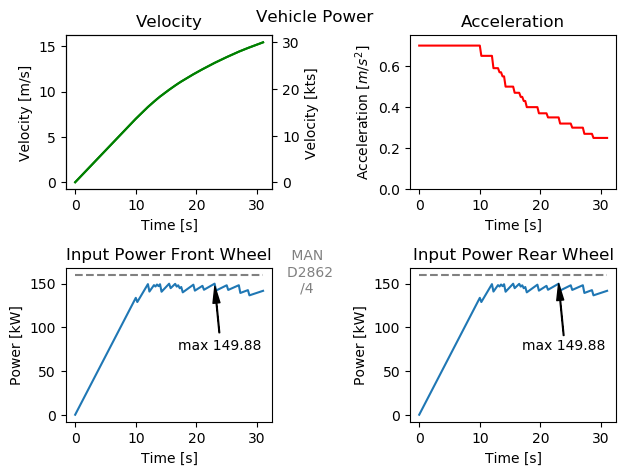 Vehicle Power
Velocity
Velocity [m/s]
15
10
5
0
30
20
10
0
Velocity [kts]
0
10
20
30
Time [s]
Acceleration
Acceleration [m/s²]
0.6
0.4
0.2
0.0
0
10
20
30
Time [s]
Input Power Front Wheel
Power [kW]
150
100
50
0
max 149.88
0
10
20
30
Time [s]
MAN
D2862
/4
Input Power Rear Wheel
Power [kW]
150
100
50
0
max 149.88
0
10
20
30
Time [s]